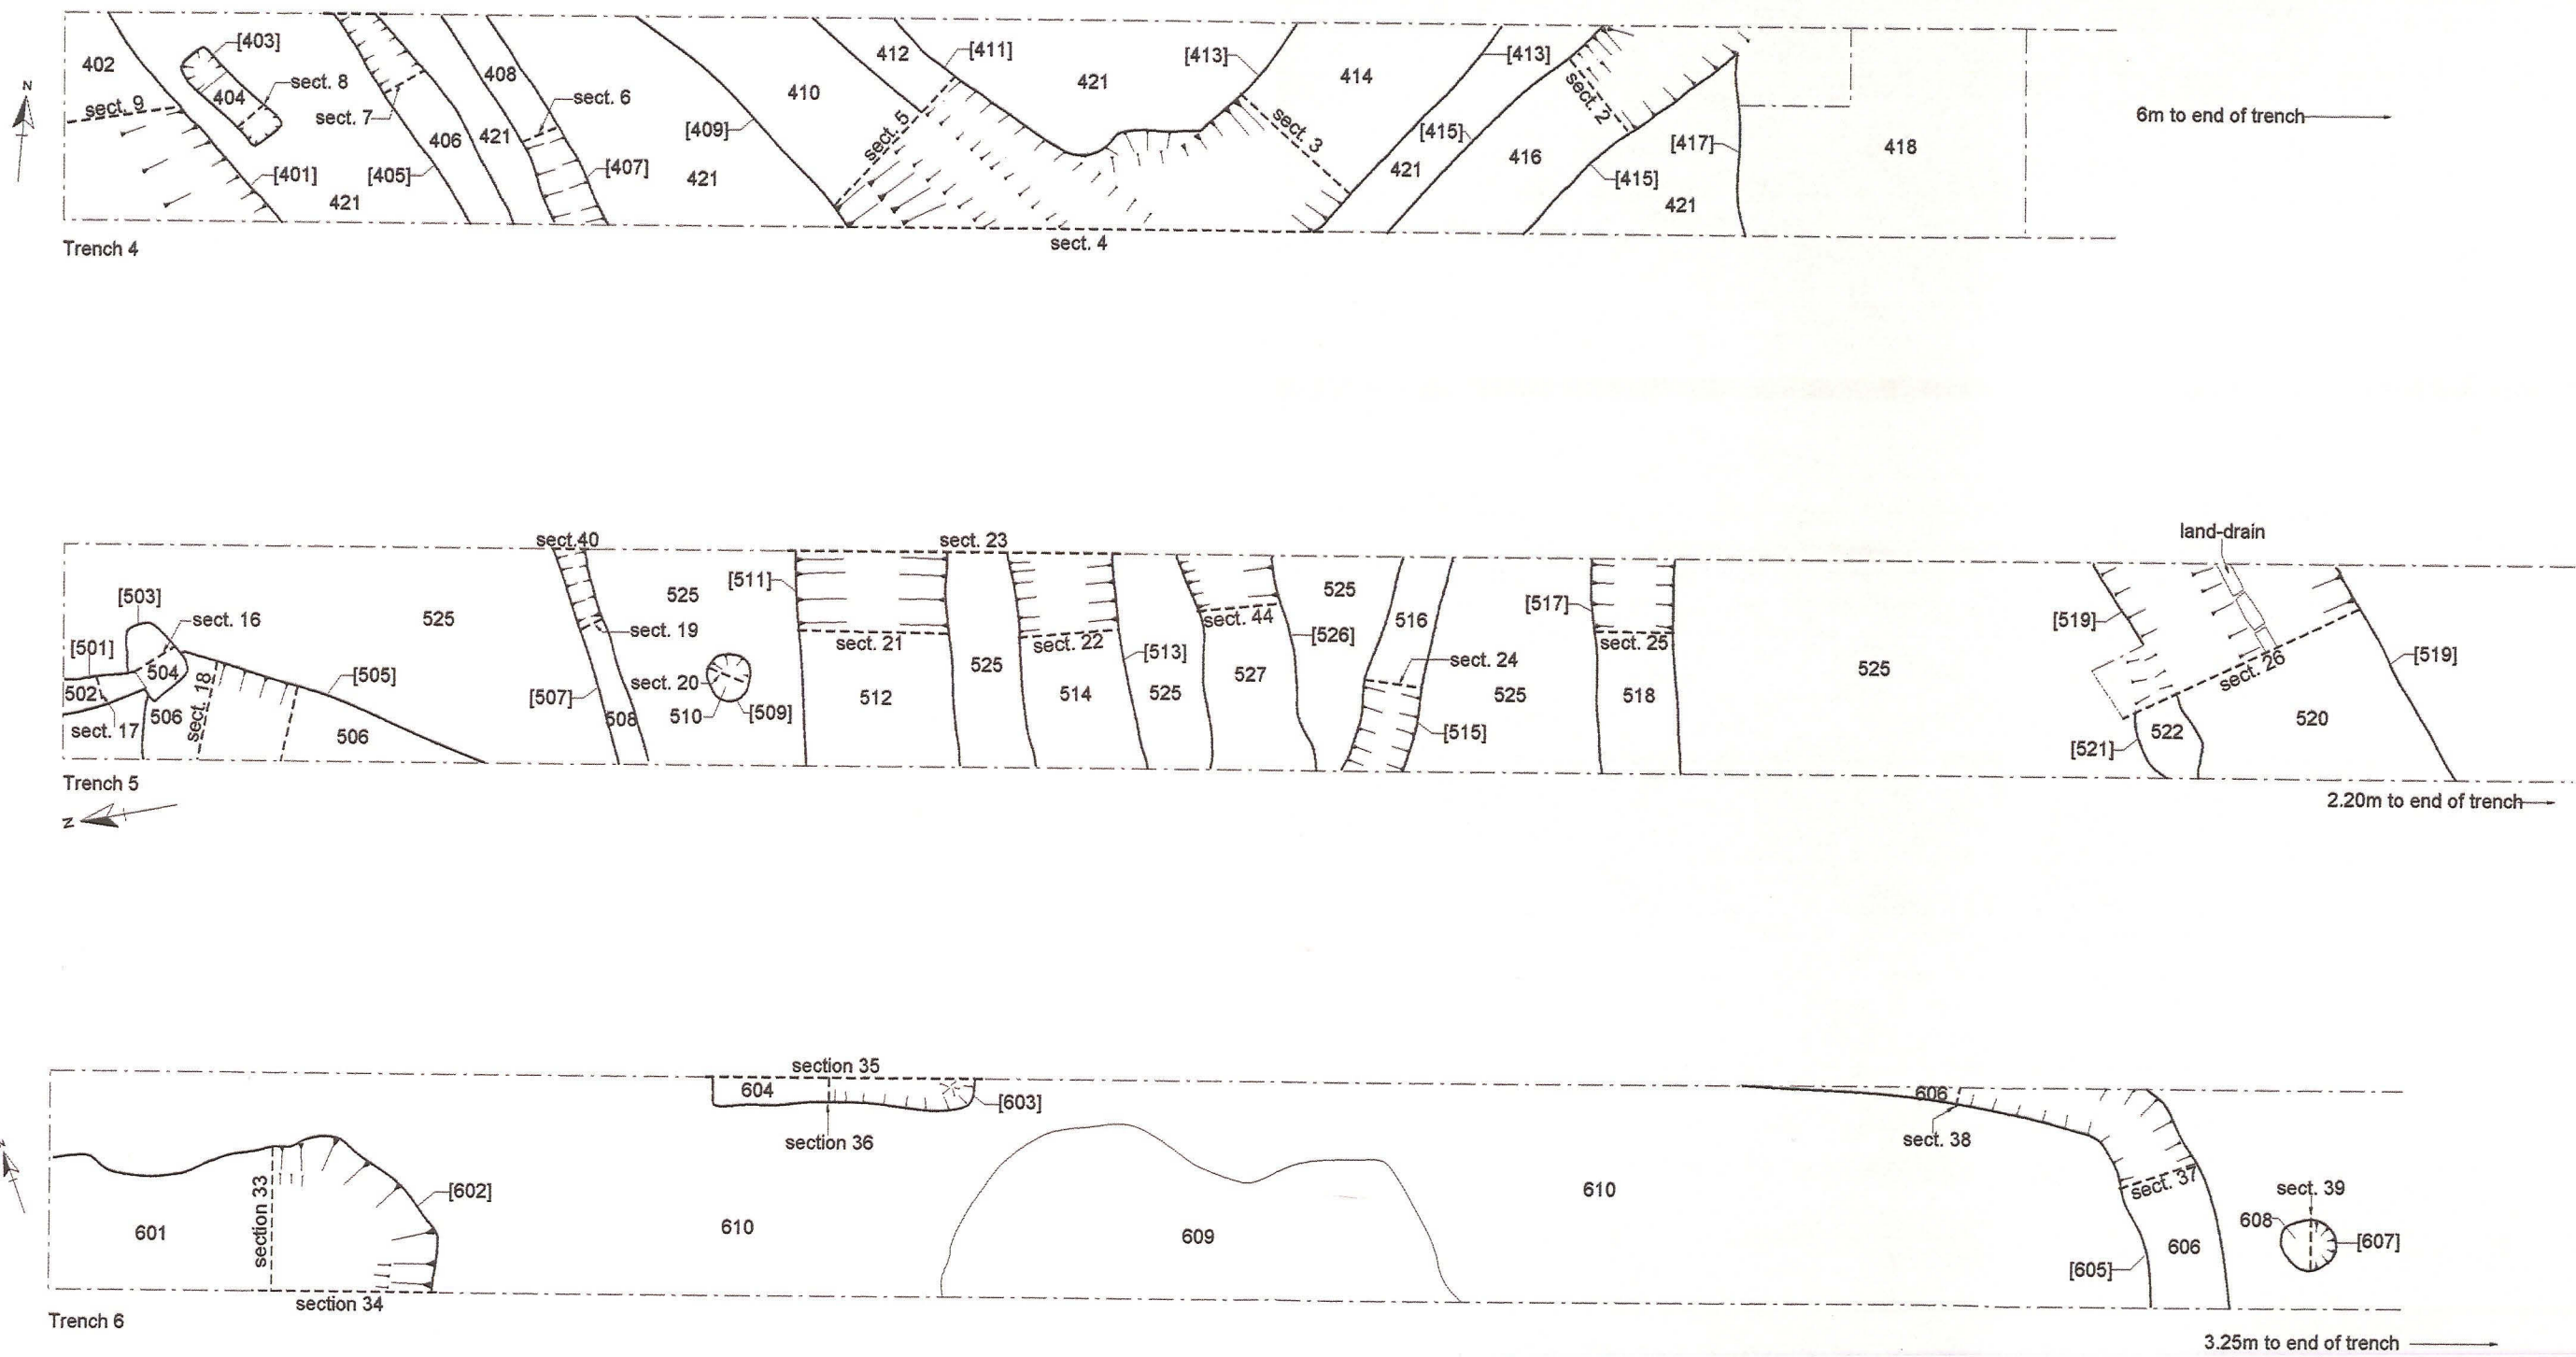 [403]
402
408
412
[411]
[413]
[413]
sect. 8
421
414
404
410
sect. 9
sect. 6
sect. 2
6m to end of trench
N
sect. 7
sect. 5
sect. 3
[409]
[415]
406
421
[417]
418
416
[401]
[405]
[407]
421
421
[415]
421
421
Trench 4
sect. 4
land-drain
sect.40
sect. 23
[503]
525
[511]
525
525
sect. 16
[517]
516
sect. 44
[519]
sect. 19
[526]
[501]
sect. 21
sect. 22
sect. 25
[513]
[519]
504
525
sect. 24
525
527
sect. 26
[505]
sect. 20
502
514
525
525
518
[507]
512
sect. 18
506
508
510
[509]
520
sect. 17
506
[515]
522
[521]
Trench 5
2.20m to end of trench
N
section 35
604
606
[603]
section 36
sect. 38
N
[602]
610
sect. 37
sect. 39
section 33
608
601
610
609
606
[607]
[605]
section 34
Trench 6
3.25m to end of trench